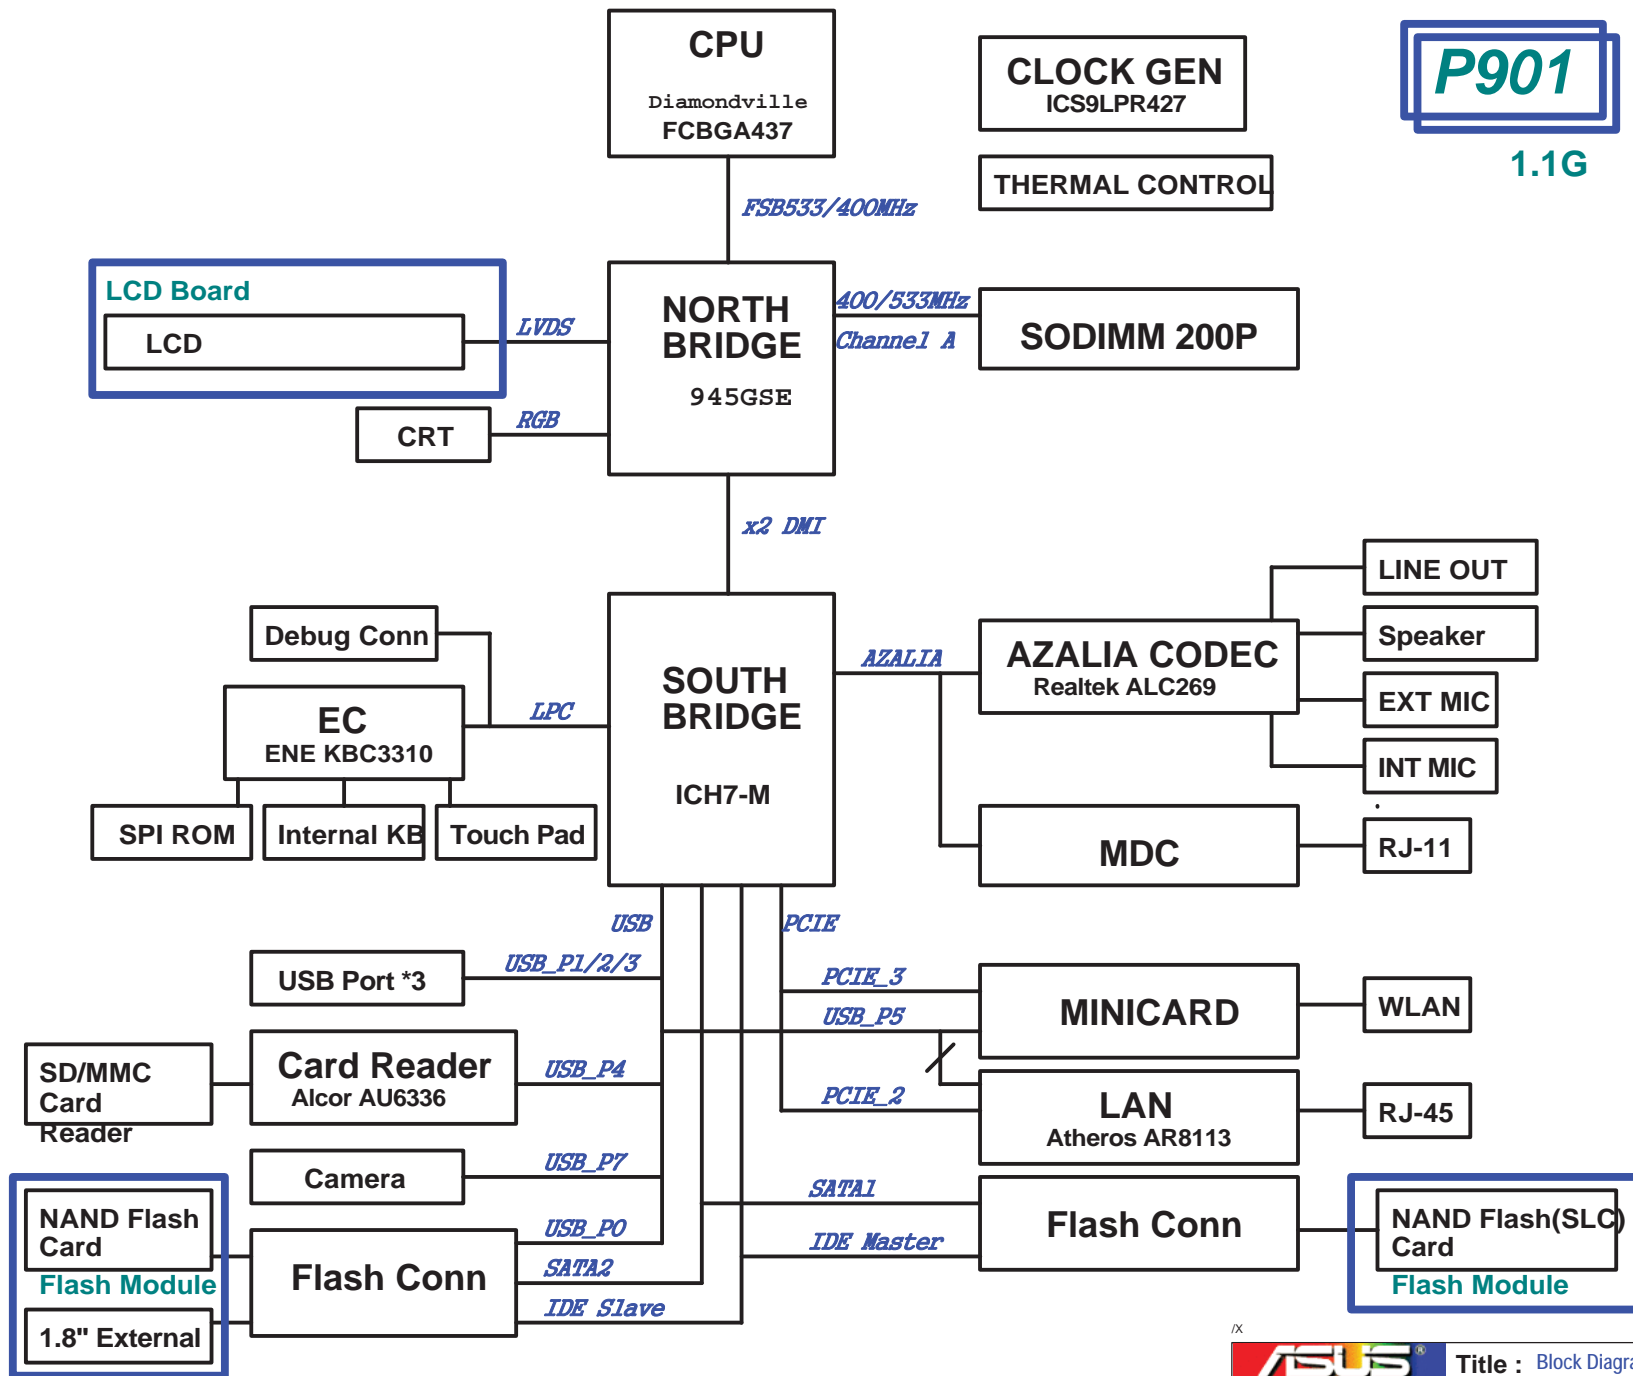 CPU
Diamondville
FCBGA437
CLOCK GEN
ICS9LPR427
P901
1.1G
THERMAL CONTROL
FSB533/400MHz
LCD Board
LCD
LVDS
NORTH
BRIDGE
945GSE
400/533MHz
Channel A
SODIMM 200P
CRT
RGB
x2 DMI
LINE OUT
Debug Conn
Speaker
AZALIA
AZALIA CODEC
Realtek ALC269
SOUTH
BRIDGE
ICH7-M
EXT MIC
EC
ENE KBC3310
LPC
INT MIC
SPI ROM
Internal KB
Touch Pad
MDC
RJ-11
USB
PCIE
USB Port *3
USB_P1/2/3
PCIE_3
USB_P5
MINICARD
WLAN
SD/MMC
Card
Reader
Card Reader
Alcor AU6336
USB_P4
PCIE_2
LAN
Atheros AR8113
RJ-45
Camera
USB_P7
SATA1
NAND Flash
Card
Flash Module
1.8" External
Flash Conn
USB_P0
SATA2
IDE Slave
IDE Master
Flash Conn
NAND Flash(SLC)
Card
Flash Module
/X
ASUS ®
Title : Block Diagra